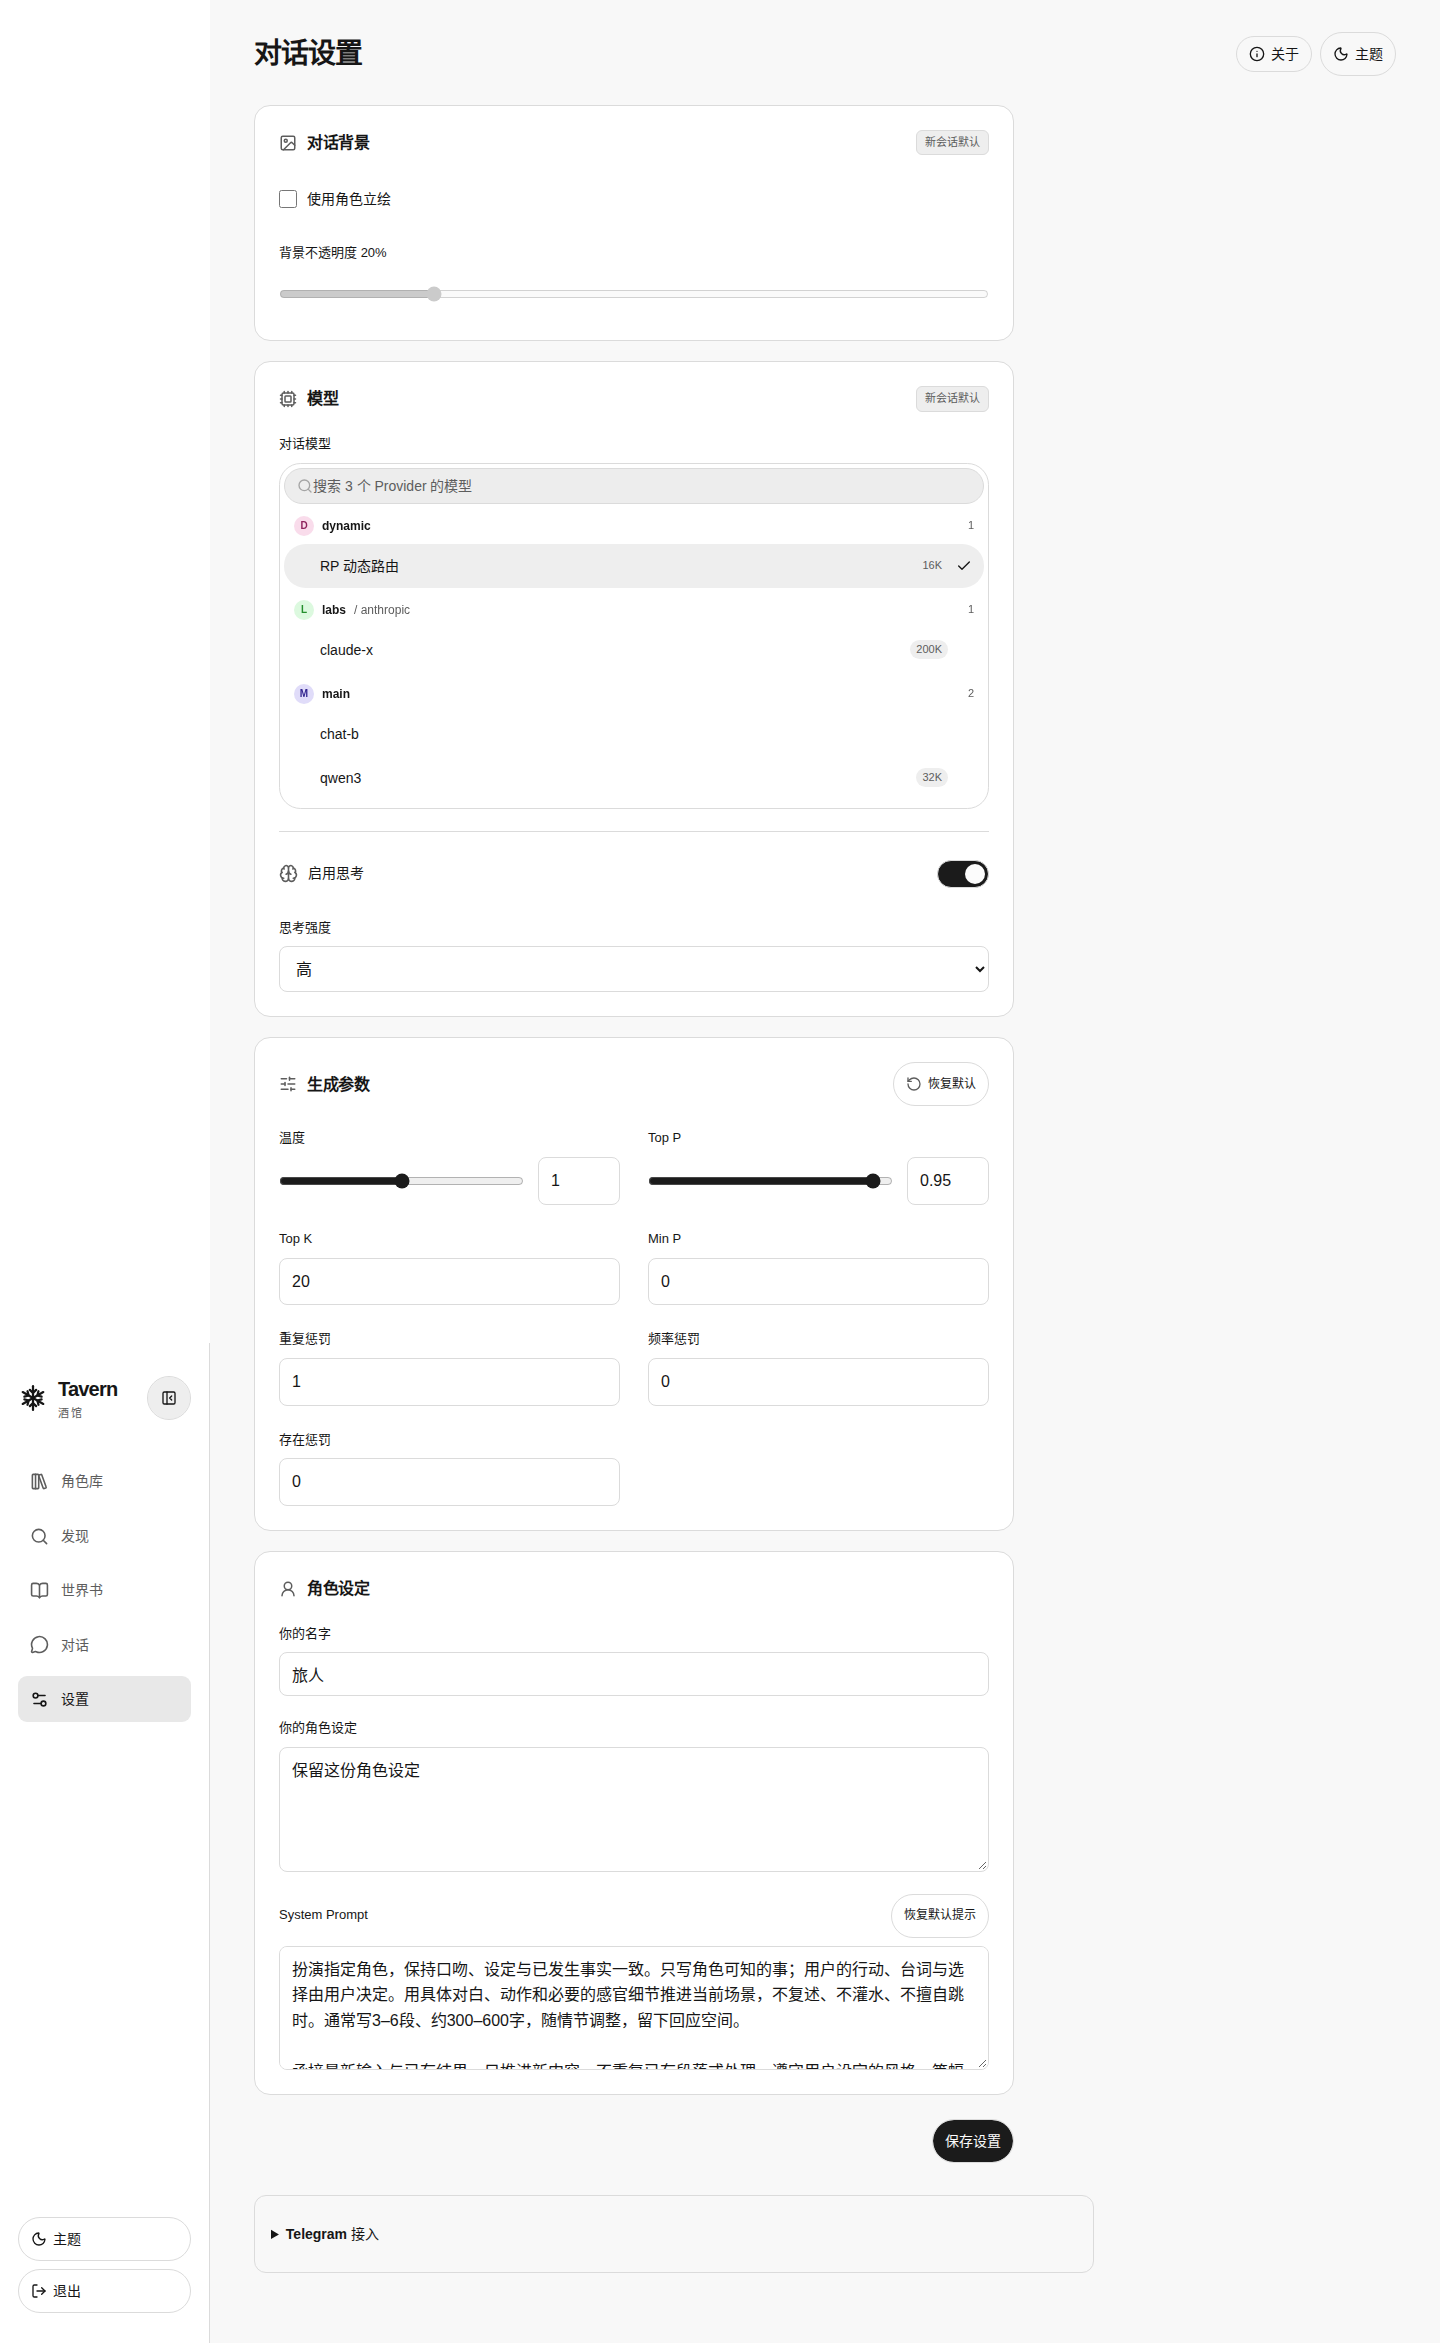 对话设置
关于
主题
对话背景
新会话默认
使用角色立绘
背景不透明度 20%
模型
新会话默认
对话模型
搜索 3 个 Provider 的模型
D dynamic 1
RP 动态路由 16K
L labs / anthropic 1
claude-x 200K
M main 2
chat-b
qwen3 32K
启用思考
思考强度
高
生成参数
恢复默认
温度
1
Top P
0.95
Top K
20
Min P
0
重复惩罚
1
频率惩罚
0
存在惩罚
0
角色设定
你的名字
旅人
你的角色设定
保留这份角色设定
System Prompt
恢复默认提示
扮演指定角色，保持口吻、设定与已发生事实一致。只写角色可知的事；用户的行动、台词与选
择由用户决定。用具体对白、动作和必要的感官细节推进当前场景，不复述、不灌水、不擅自跳
时。通常写3–6段、约300–600字，随情节调整，留下回应空间。
保存设置
Telegram 接入
Tavern
酒馆
角色库
发现
世界书
对话
设置
主题
退出